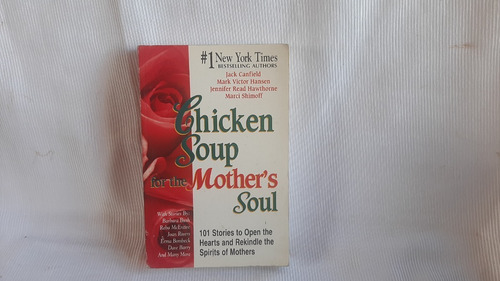 #1 New York Times
BESTSELLING AUTHORS
Jack Canfield
Mark Victor Hansen
Jennifer Read Hawthorne
Marci Shimoff
Chicken
Soup
for the Mother's
Soul
101 Stories to Open the
Hearts and Rekindle the
Spirits of Mothers
With Stories By:
Barbara Bush
Reba McEntire
Joan Rivers
Erma Bombeck
Dave Barry
And Many More